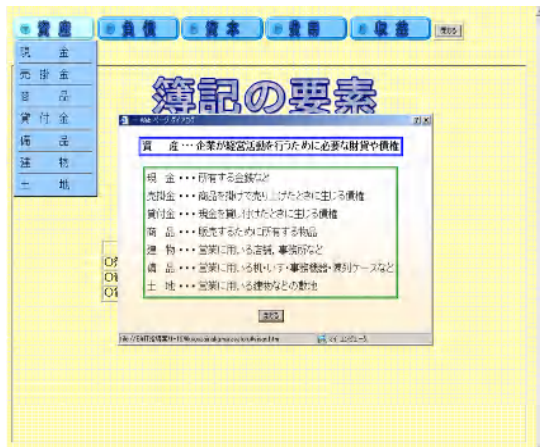 資産 負債 資本 費用 収益 戻る
現金
売掛金
商品
貸付金
備品
建物
土地
簿記の要素
資　産・・・企業が経営活動を行うために必要な財貨や債権
現　金・・・所有する金銭など
売掛金・・・商品を掛けで売り上げたときに生じる債権
貸付金・・・現金を貸し付けたときに生じる債権
商　品・・・販売するために所有する物品
建　物・・・営業に用いる店舗、事務所など
備　品・・・営業に用いる机・いす・事務機器・陳列ケースなど
土　地・・・営業に用いる建物などの敷地